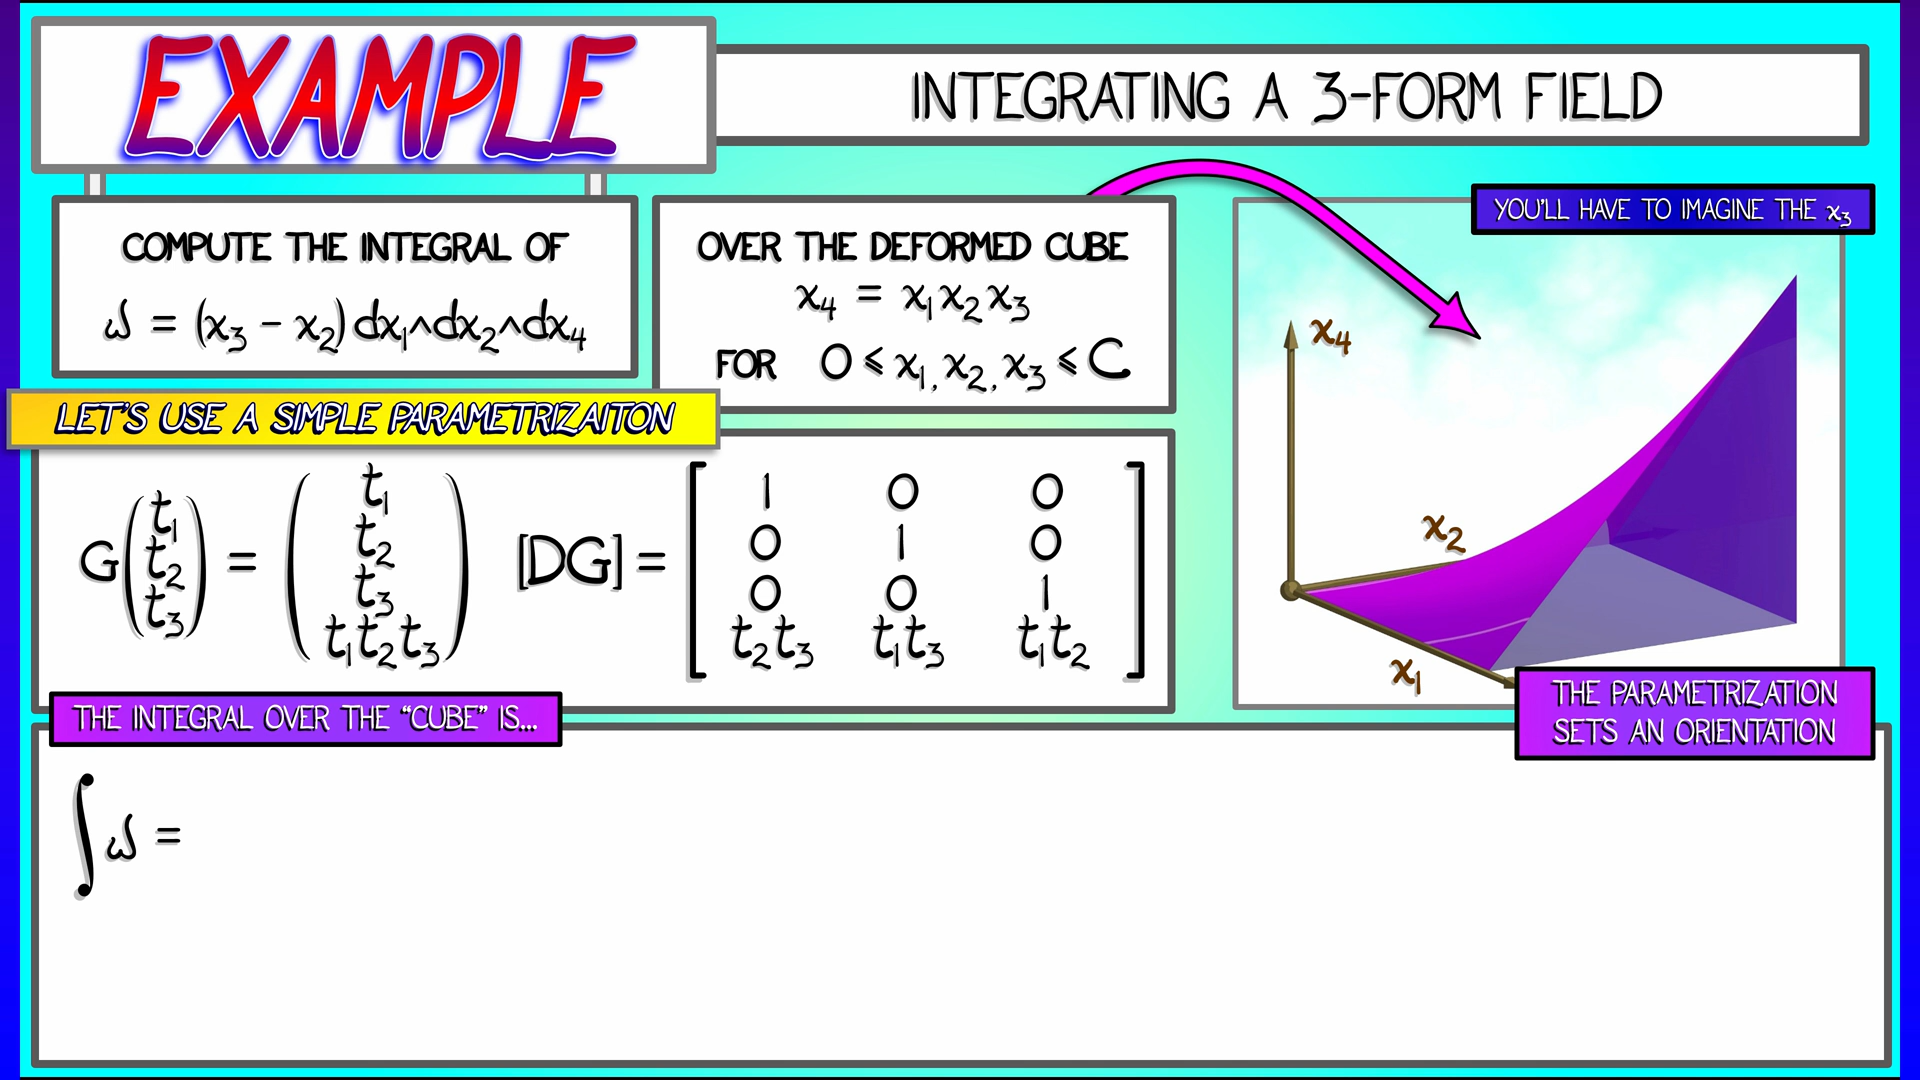 EXAMPLE
INTEGRATING A 3-FORM FIELD
COMPUTE THE INTEGRAL OF
ω = (x₃ − x₂) dx₁∧dx₂∧dx₄
OVER THE DEFORMED CUBE
x₄ = x₁x₂x₃
FOR 0 ≤ x₁, x₂, x₃ ≤ C
YOU'LL HAVE TO IMAGINE THE x₃
x₄
x₂
x₁
LET'S USE A SIMPLE PARAMETRIZAITON
G(t₁ t₂ t₃) = (t₁ t₂ t₃ t₁t₂t₃)
[DG] =
1 0 0
0 1 0
0 0 1
t₂t₃ t₁t₃ t₁t₂
THE PARAMETRIZATION
SETS AN ORIENTATION
THE INTEGRAL OVER THE “CUBE” IS...
∫ω =